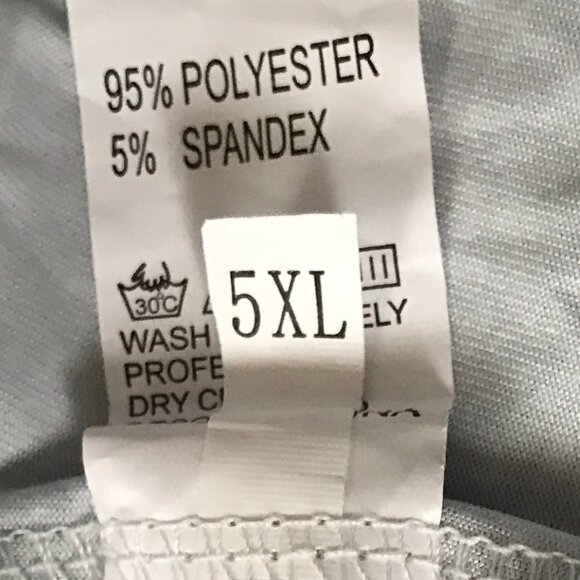 95% POLYESTER
5% SPANDEX
30°C
5XL
WASH
DRY